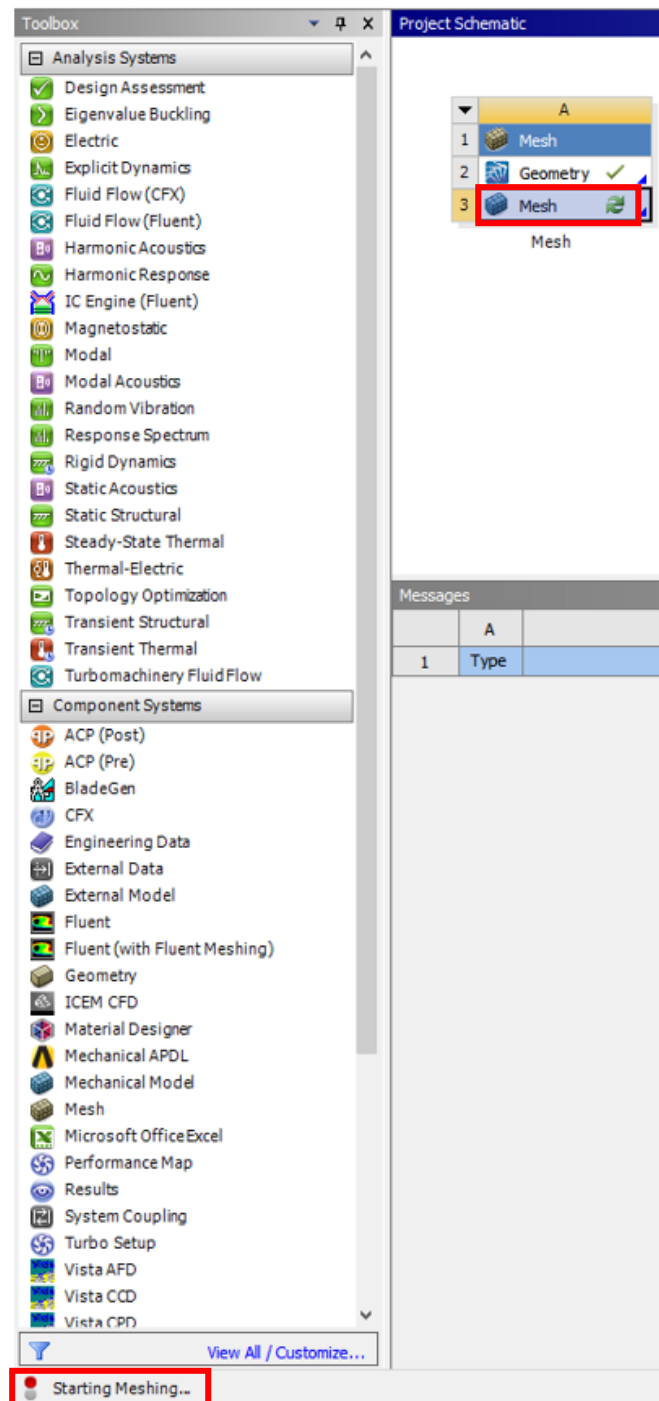 Toolbox
Analysis Systems
Design Assessment
Eigenvalue Buckling
Electric
Explicit Dynamics
Fluid Flow (CFX)
Fluid Flow (Fluent)
Harmonic Acoustics
Harmonic Response
IC Engine (Fluent)
Magnetostatic
Modal
Modal Acoustics
Random Vibration
Response Spectrum
Rigid Dynamics
Static Acoustics
Static Structural
Steady-State Thermal
Thermal-Electric
Topology Optimization
Transient Structural
Transient Thermal
Turbomachinery Fluid Flow
Component Systems
ACP (Post)
ACP (Pre)
BladeGen
CFX
Engineering Data
External Data
External Model
Fluent
Fluent (with Fluent Meshing)
Geometry
ICEM CFD
Material Designer
Mechanical APDL
Mechanical Model
Mesh
Microsoft Office Excel
Performance Map
Results
System Coupling
Turbo Setup
Vista AFD
Vista CCD
Vista CPD
View All / Customize...
Starting Meshing...
Project Schematic
A
1 Mesh
2 Geometry
3 Mesh
Mesh
Messages
A
1 Type